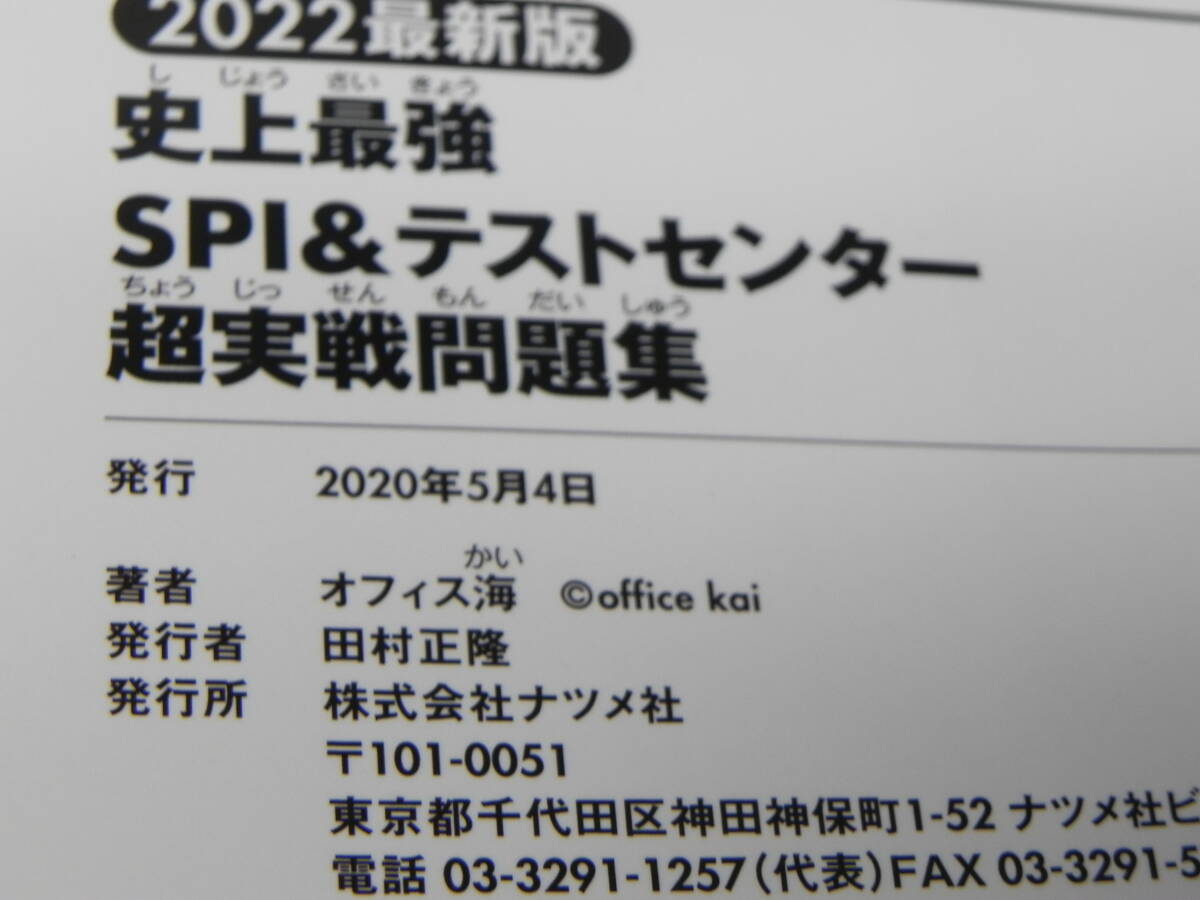 2022最新版
し じょう さい きょう
史上最強
SPI&テストセンター
ちょう じっ せん もん だい しゅう
超実戦問題集
発行 2020年5月4日
かい
著者 オフィス海 ©office kai
発行者 田村正隆
発行所 株式会社ナツメ社
〒101-0051
東京都千代田区神田神保町1-52 ナツメ社ビ
電話 03-3291-1257(代表) FAX 03-3291-5